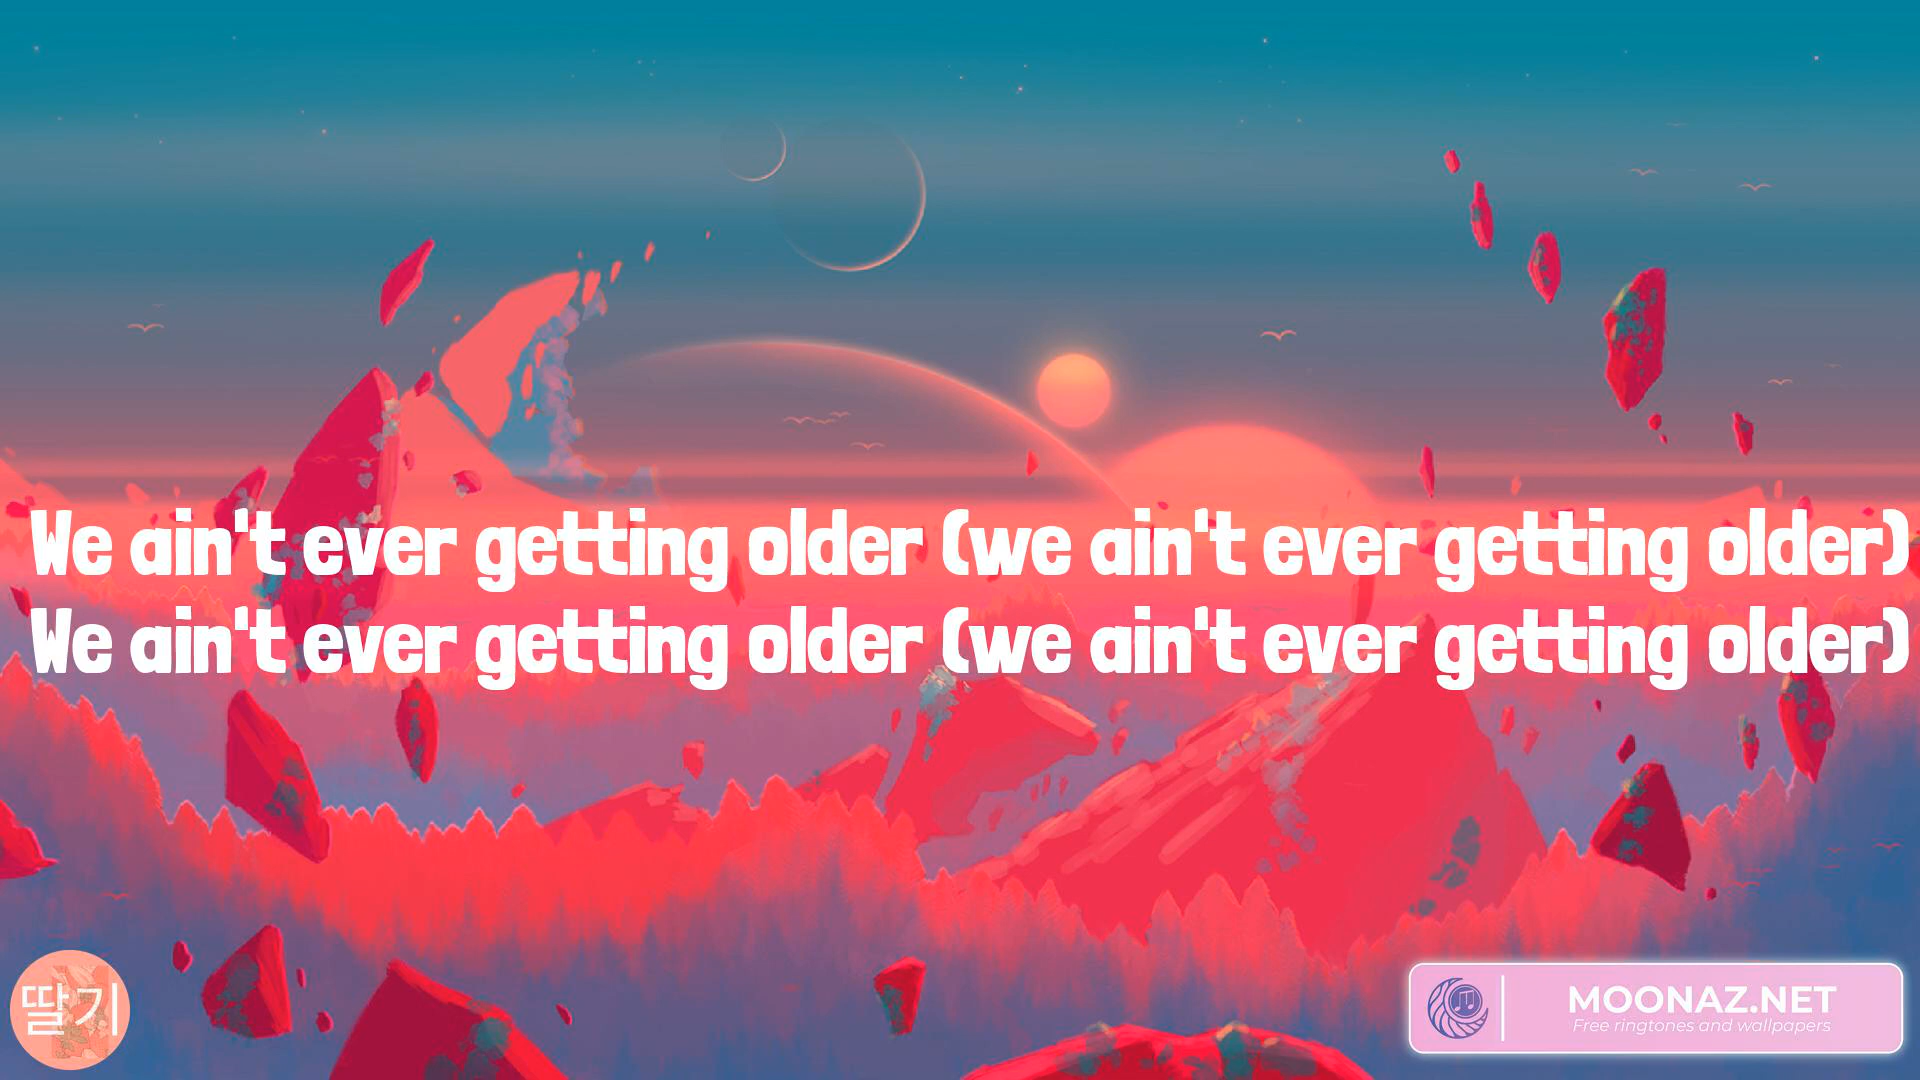 We ain't ever getting older (we ain't ever getting older)
We ain't ever getting older (we ain't ever getting older)
딸기
MOONAZ.NET
Free ringtones and wallpapers